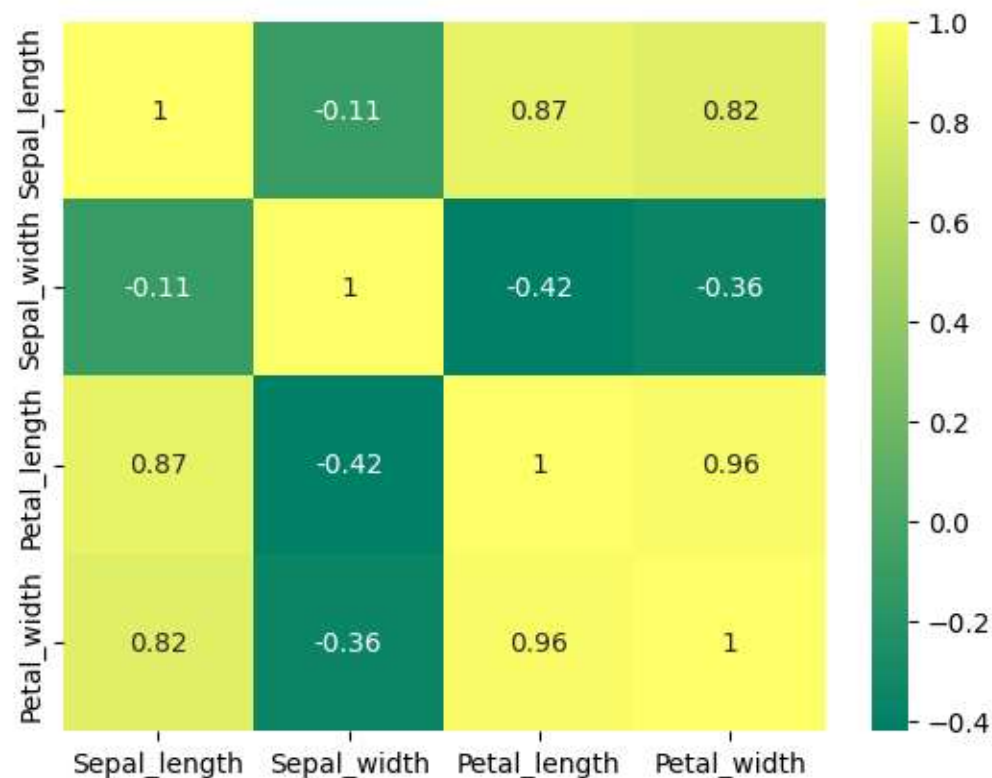 Sepal_length 1 -0.11 0.87 0.82
Sepal_width -0.11 1 -0.42 -0.36
Petal_length 0.87 -0.42 1 0.96
Petal_width 0.82 -0.36 0.96 1
Sepal_length Sepal_width Petal_length Petal_width
1.0
0.8
0.6
0.4
0.2
0.0
−0.2
−0.4